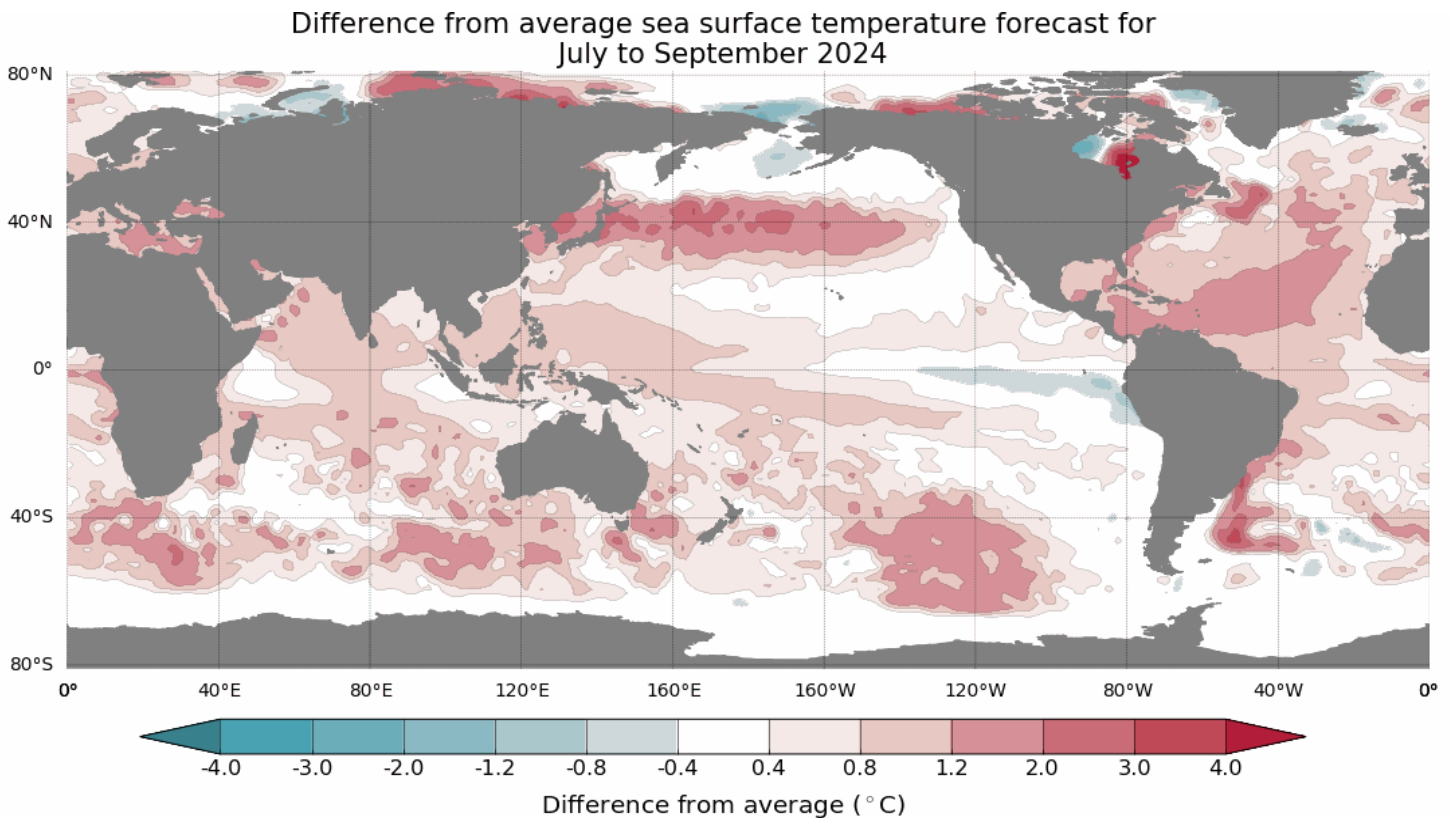 Difference from average sea surface temperature forecast for
July to September 2024
80°N
40°N
0°
40°S
80°S
0° 40°E 80°E 120°E 160°E 160°W 120°W 80°W 40°W 0°
-4.0 -3.0 -2.0 -1.2 -0.8 -0.4 0.4 0.8 1.2 2.0 3.0 4.0
Difference from average (°C)